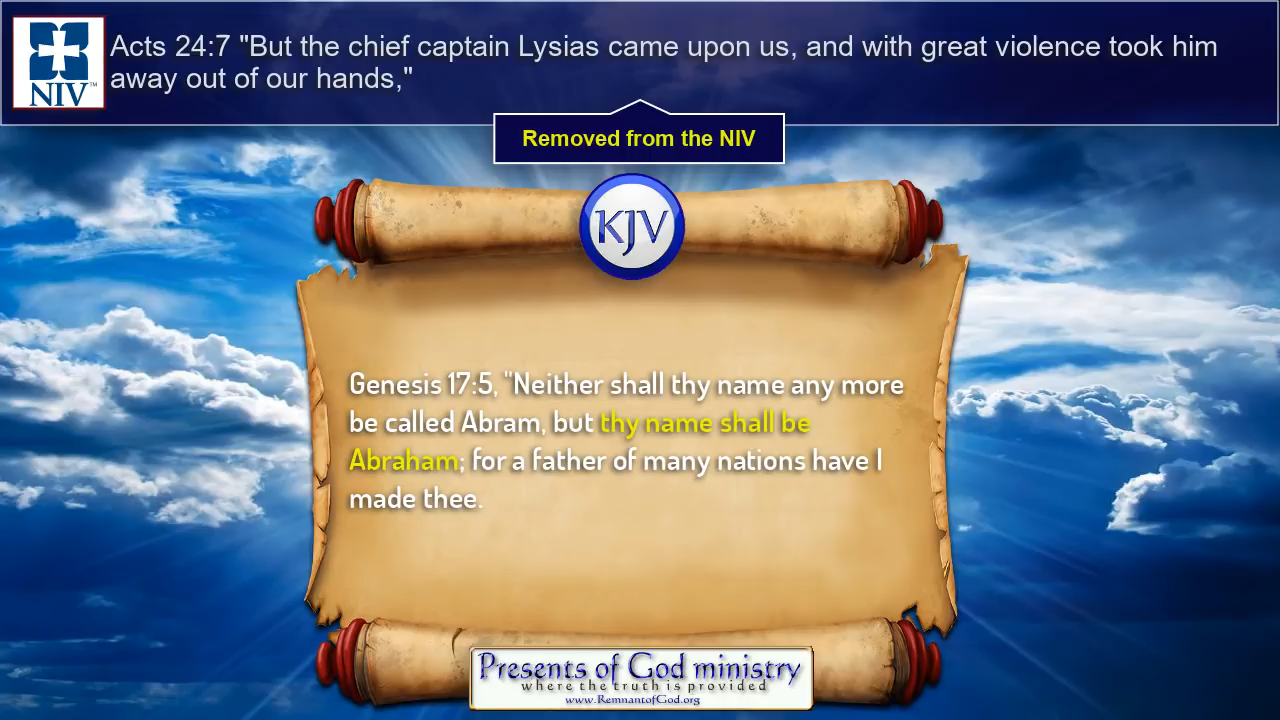 Acts 24:7 "But the chief captain Lysias came upon us, and with great violence took him
away out of our hands,"
NIV™
Removed from the NIV
KJV
Genesis 17:5, "Neither shall thy name any more
be called Abram, but thy name shall be
Abraham; for a father of many nations have I
made thee.
Presents of God ministry
where the truth is provided
www.RemnantofGod.org